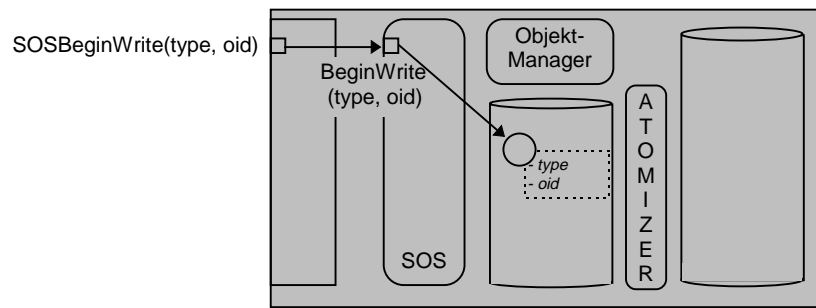 SOSBeginWrite(type, oid)
BeginWrite
(type, oid)
SOS
Objekt-
Manager
- type
- oid
A
T
O
M
I
Z
E
R